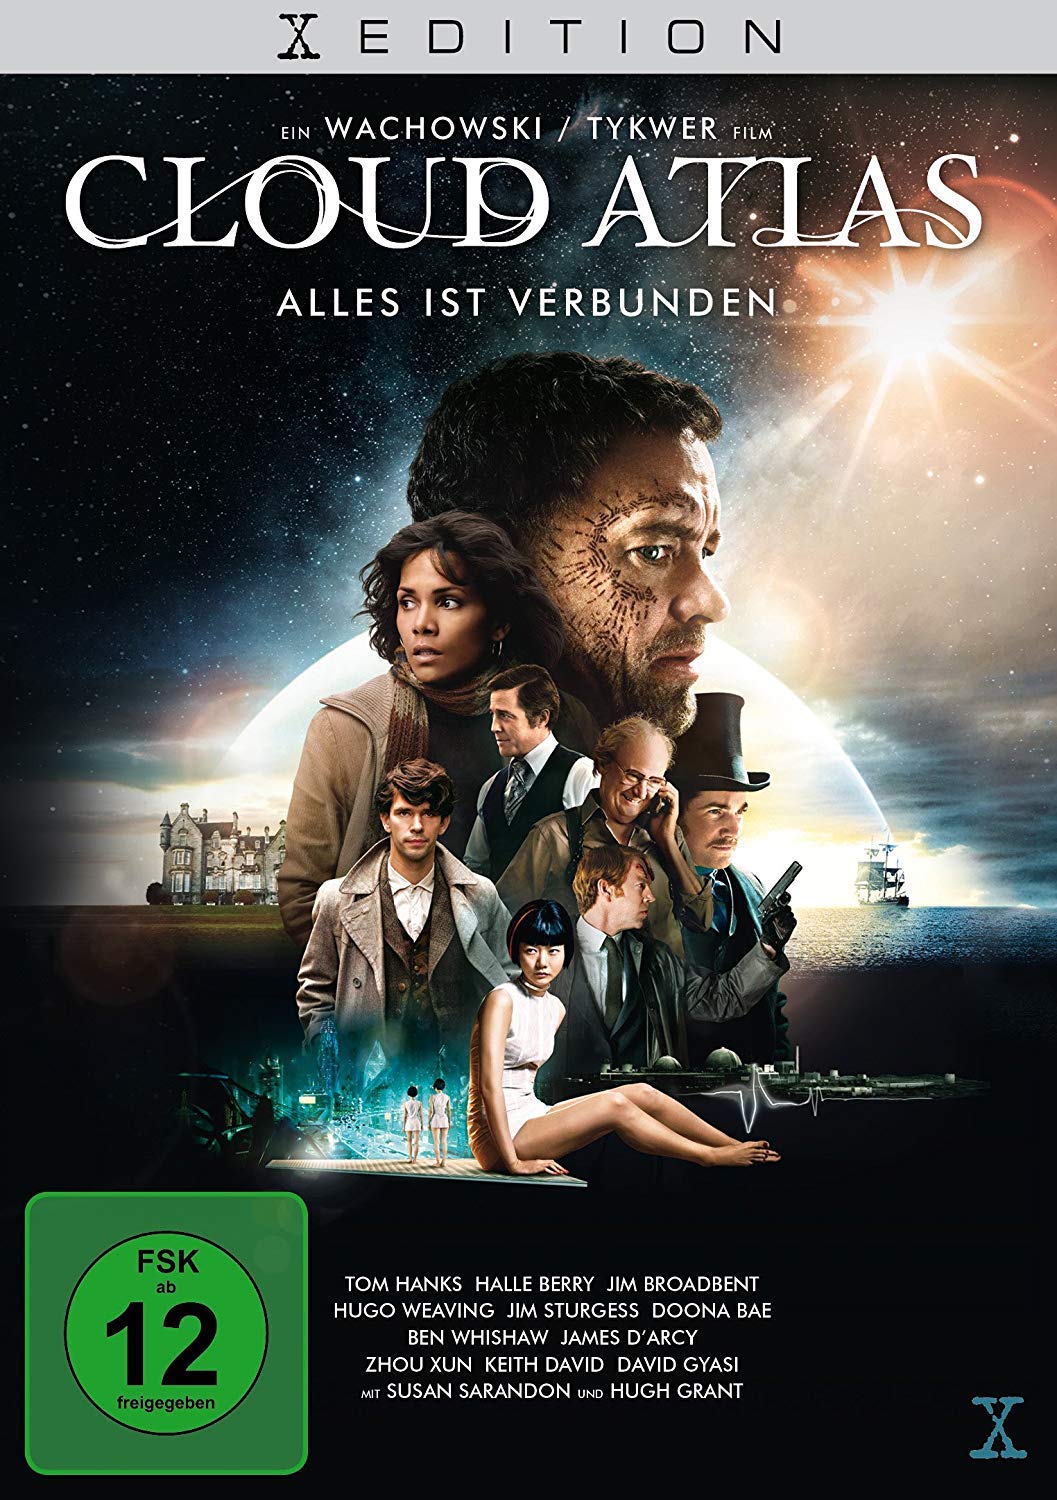 X EDITION
EIN WACHOWSKI / TYKWER FILM
CLOUD ATLAS
ALLES IST VERBUNDEN
FSK
ab
12
freigegeben
TOM HANKS HALLE BERRY JIM BROADBENT
HUGO WEAVING JIM STURGESS DOONA BAE
BEN WHISHAW JAMES D'ARCY
ZHOU XUN KEITH DAVID DAVID GYASI
MIT SUSAN SARANDON UND HUGH GRANT
X